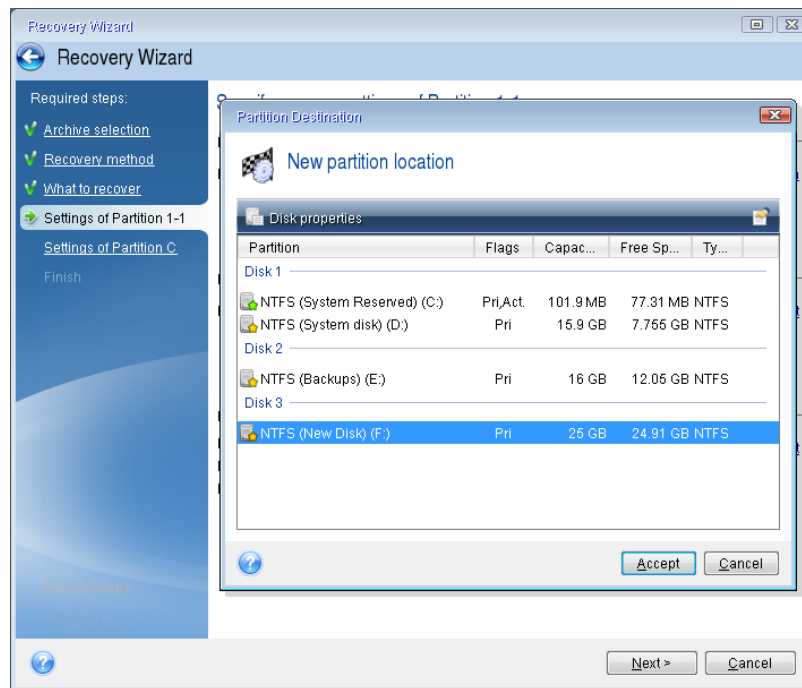 Recovery Wizard
Recovery Wizard
Required steps:
Archive selection
Recovery method
What to recover
Settings of Partition 1-1
Settings of Partition C
Finish
Partition Destination
New partition location
Disk properties
Partition Flags Capac... Free Sp... Ty...
Disk 1
NTFS (System Reserved) (C:) Pri,Act. 101.9 MB 77.31 MB NTFS
NTFS (System disk) (D:) Pri 15.9 GB 7.755 GB NTFS
Disk 2
NTFS (Backups) (E:) Pri 16 GB 12.05 GB NTFS
Disk 3
NTFS (New Disk) (F:) Pri 25 GB 24.91 GB NTFS
Accept Cancel
Options
Next > Cancel